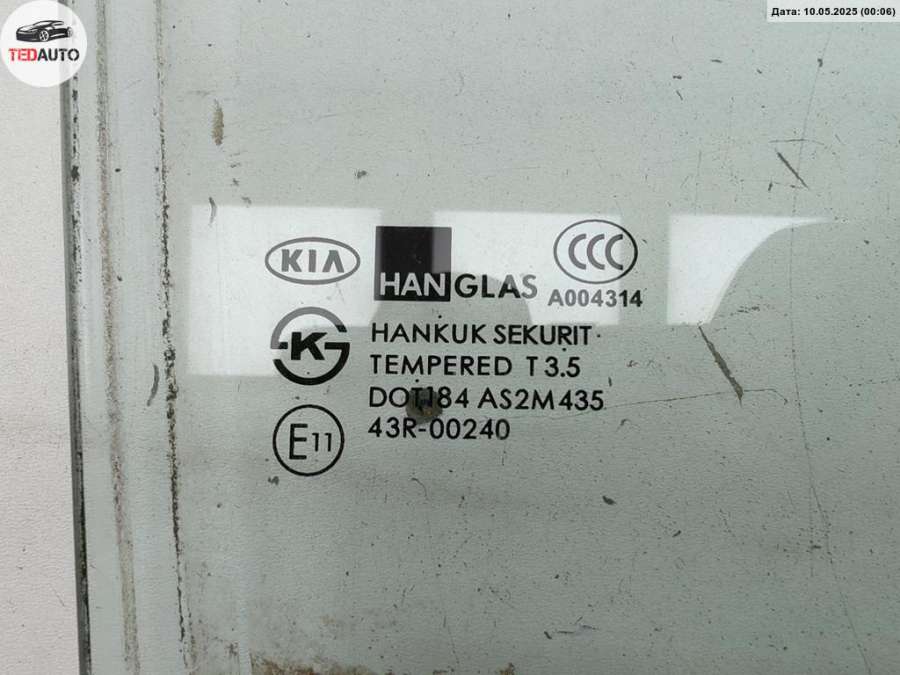 TEDAUTO
Дата: 10.05.2025 (00:06)
KIA
HANGLAS
CCC
A004314
K
HANKUK SEKURIT
TEMPERED T 3.5
DOT184 AS2M435
E11
43R-00240